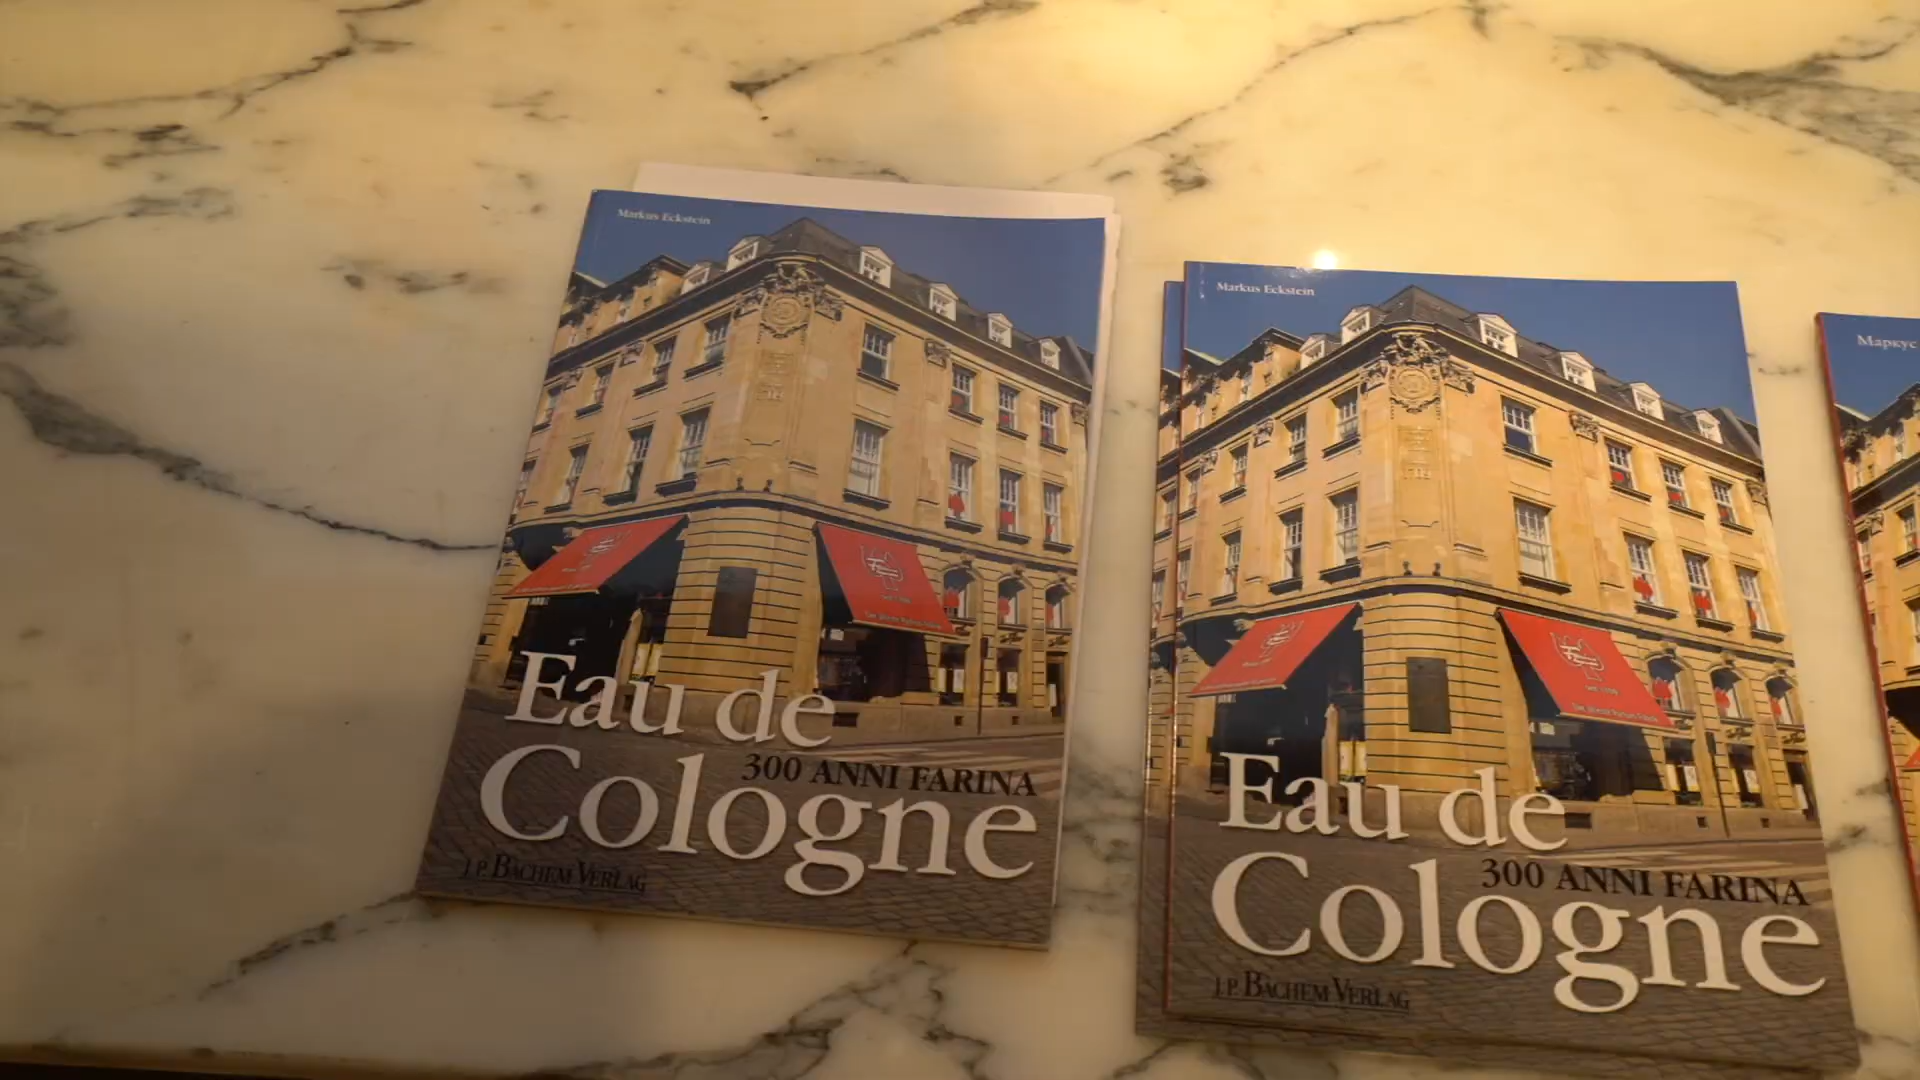 Markus Eckstein
Eau de
300 ANNI FARINA
Cologne
J.P. BACHEM VERLAG
Markus Eckstein
Eau de
300 ANNI FARINA
Cologne
J.P. BACHEM VERLAG
Маркус